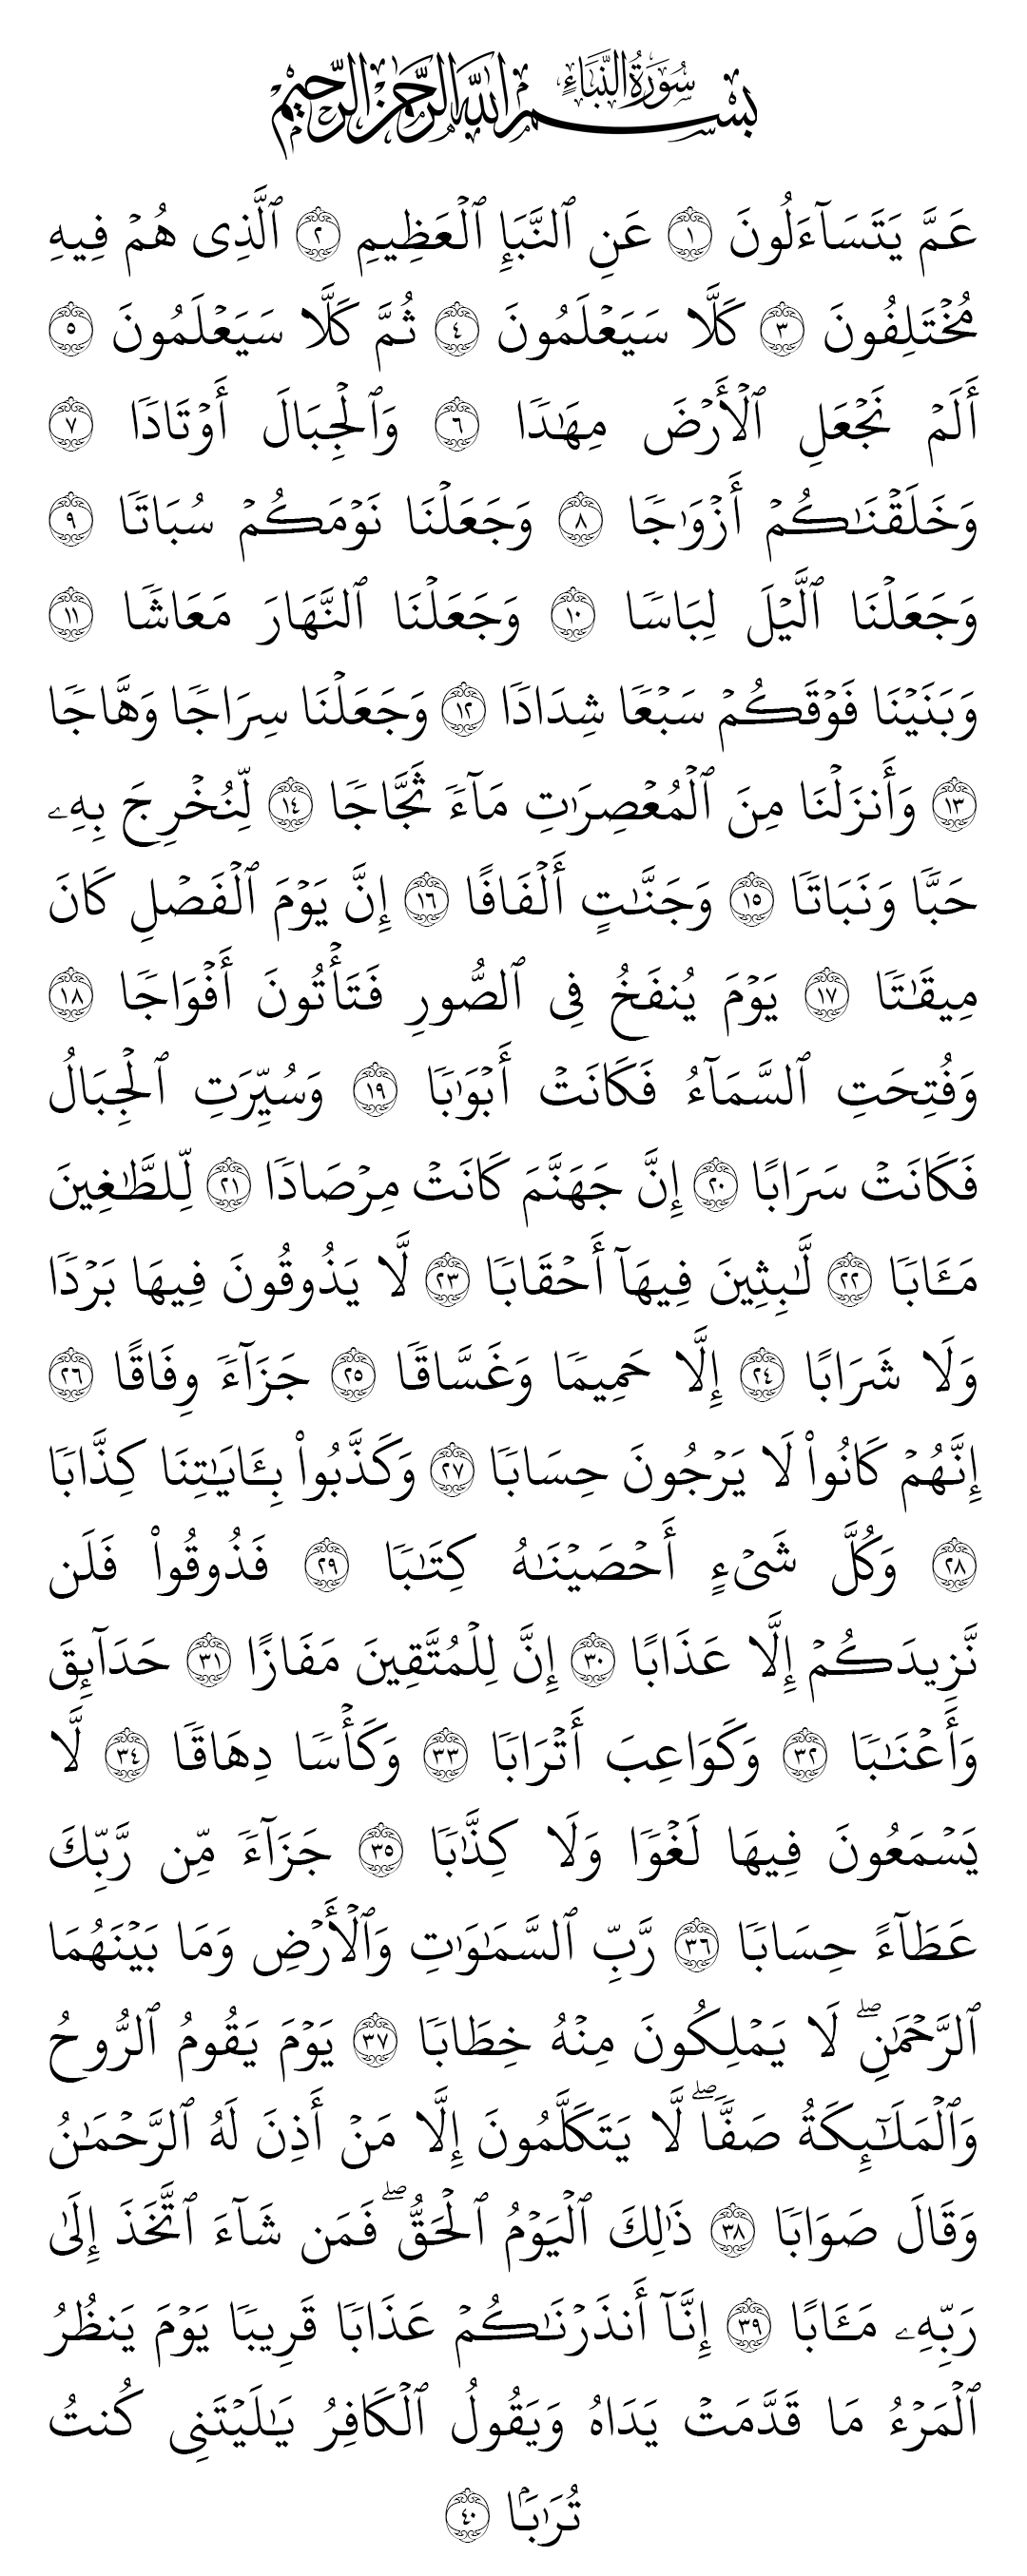 سُورَةُ النَّبَاءِ
بسم الله الرحمن الرحيم
عَمَّ يَتَسَآءَلُونَ ١ عَنِ ٱلنَّبَإِ ٱلْعَظِيمِ ٢ ٱلَّذِى هُمْ فِيهِ
مُخْتَلِفُونَ ٣ كَلَّا سَيَعْلَمُونَ ٤ ثُمَّ كَلَّا سَيَعْلَمُونَ ٥
أَلَمْ نَجْعَلِ ٱلْأَرْضَ مِهَٰدًا ٦ وَٱلْجِبَالَ أَوْتَادًا ٧
وَخَلَقْنَٰكُمْ أَزْوَٰجًا ٨ وَجَعَلْنَا نَوْمَكُمْ سُبَاتًا ٩
وَجَعَلْنَا ٱلَّيْلَ لِبَاسًا ١٠ وَجَعَلْنَا ٱلنَّهَارَ مَعَاشًا ١١
وَبَنَيْنَا فَوْقَكُمْ سَبْعًا شِدَادًا ١٢ وَجَعَلْنَا سِرَاجًا وَهَّاجًا
١٣ وَأَنزَلْنَا مِنَ ٱلْمُعْصِرَٰتِ مَآءً ثَجَّاجًا ١٤ لِّنُخْرِجَ بِهِۦ
حَبًّا وَنَبَاتًا ١٥ وَجَنَّٰتٍ أَلْفَافًا ١٦ إِنَّ يَوْمَ ٱلْفَصْلِ كَانَ
مِيقَٰتًا ١٧ يَوْمَ يُنفَخُ فِى ٱلصُّورِ فَتَأْتُونَ أَفْوَاجًا ١٨
وَفُتِحَتِ ٱلسَّمَآءُ فَكَانَتْ أَبْوَٰبًا ١٩ وَسُيِّرَتِ ٱلْجِبَالُ
فَكَانَتْ سَرَابًا ٢٠ إِنَّ جَهَنَّمَ كَانَتْ مِرْصَادًا ٢١ لِّلطَّٰغِينَ
مَـَٔابًا ٢٢ لَّٰبِثِينَ فِيهَآ أَحْقَابًا ٢٣ لَّا يَذُوقُونَ فِيهَا بَرْدًا
وَلَا شَرَابًا ٢٤ إِلَّا حَمِيمًا وَغَسَّاقًا ٢٥ جَزَآءً وِفَاقًا ٢٦
إِنَّهُمْ كَانُوا۟ لَا يَرْجُونَ حِسَابًا ٢٧ وَكَذَّبُوا۟ بِـَٔايَٰتِنَا كِذَّابًا
٢٨ وَكُلَّ شَىْءٍ أَحْصَيْنَٰهُ كِتَٰبًا ٢٩ فَذُوقُوا۟ فَلَن
نَّزِيدَكُمْ إِلَّا عَذَابًا ٣٠ إِنَّ لِلْمُتَّقِينَ مَفَازًا ٣١ حَدَآئِقَ
وَأَعْنَٰبًا ٣٢ وَكَوَاعِبَ أَتْرَابًا ٣٣ وَكَأْسًا دِهَاقًا ٣٤ لَّا
يَسْمَعُونَ فِيهَا لَغْوًا وَلَا كِذَّٰبًا ٣٥ جَزَآءً مِّن رَّبِّكَ
عَطَآءً حِسَابًا ٣٦ رَّبِّ ٱلسَّمَٰوَٰتِ وَٱلْأَرْضِ وَمَا بَيْنَهُمَا
ٱلرَّحْمَٰنِ ۖ لَا يَمْلِكُونَ مِنْهُ خِطَابًا ٣٧ يَوْمَ يَقُومُ ٱلرُّوحُ
وَٱلْمَلَٰٓئِكَةُ صَفًّا ۖ لَّا يَتَكَلَّمُونَ إِلَّا مَنْ أَذِنَ لَهُ ٱلرَّحْمَٰنُ
وَقَالَ صَوَابًا ٣٨ ذَٰلِكَ ٱلْيَوْمُ ٱلْحَقُّ ۖ فَمَن شَآءَ ٱتَّخَذَ إِلَىٰ
رَبِّهِۦ مَـَٔابًا ٣٩ إِنَّآ أَنذَرْنَٰكُمْ عَذَابًا قَرِيبًا يَوْمَ يَنظُرُ
ٱلْمَرْءُ مَا قَدَّمَتْ يَدَاهُ وَيَقُولُ ٱلْكَافِرُ يَٰلَيْتَنِى كُنتُ
تُرَٰبًۢا ٤٠